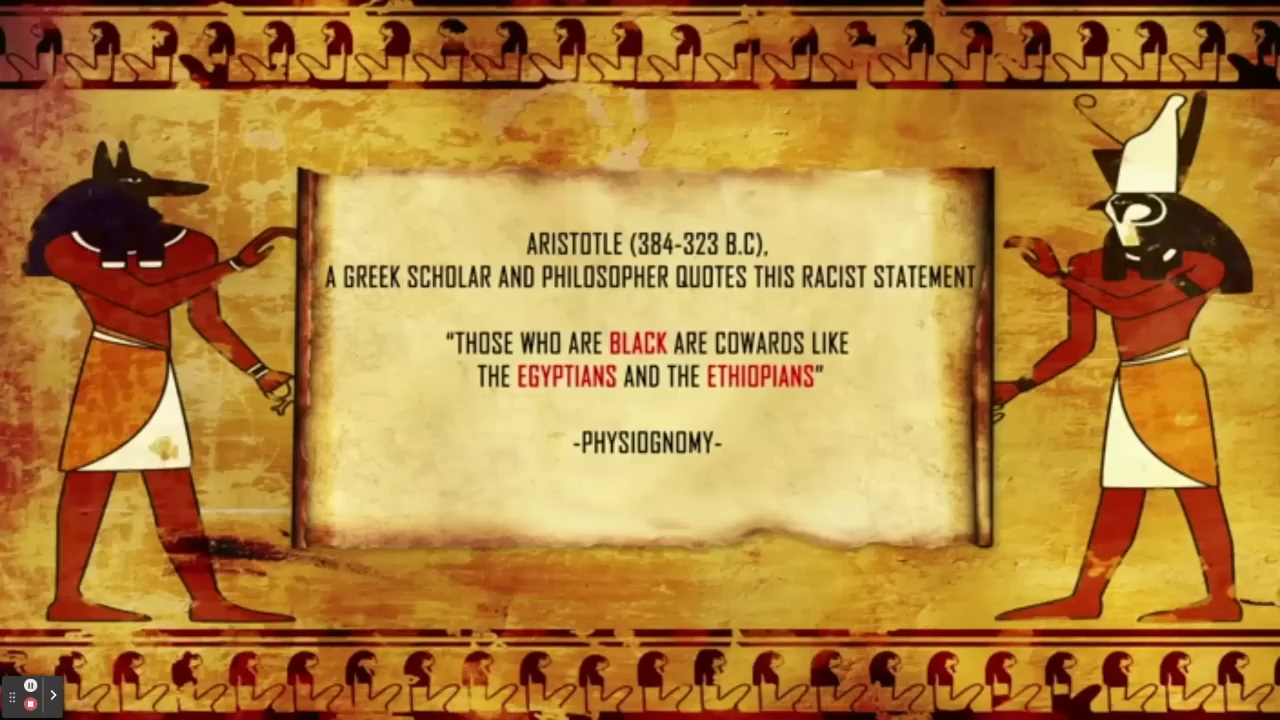 ARISTOTLE (384-323 B.C),
A GREEK SCHOLAR AND PHILOSOPHER QUOTES THIS RACIST STATEMENT
“THOSE WHO ARE BLACK ARE COWARDS LIKE
THE EGYPTIANS AND THE ETHIOPIANS”
-PHYSIOGNOMY-